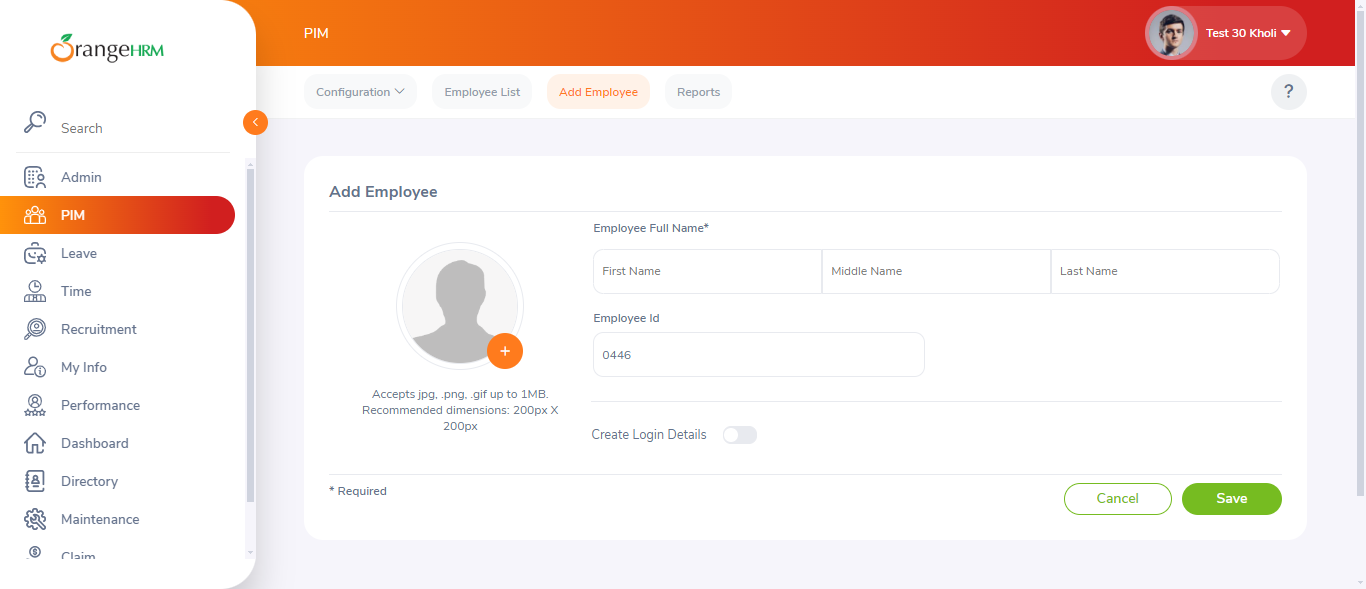 OrangeHRM
PIM
Test 30 Kholi
Configuration
Employee List
Add Employee
Reports
?
Search
Admin
PIM
Leave
Time
Recruitment
My Info
Performance
Dashboard
Directory
Maintenance
Claim
Add Employee
Accepts jpg, .png, .gif up to 1MB.
Recommended dimensions: 200px X
200px
Employee Full Name*
First Name
Middle Name
Last Name
Employee Id
0446
Create Login Details
* Required
Cancel
Save